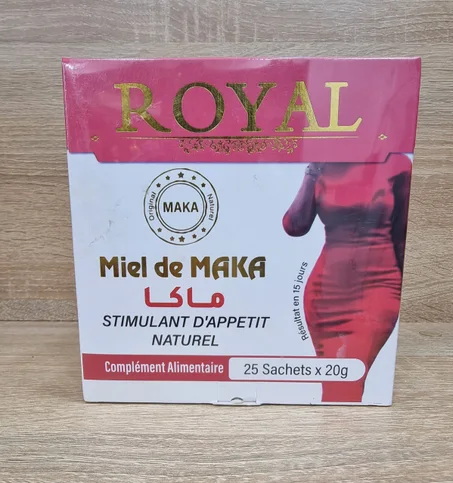 ROYAL
Original
Naturel
MAKA
Miel de MAKA
ماكا
STIMULANT D'APPETIT
NATUREL
Résultat en 15 jours
Complément Alimentaire
25 Sachets x 20g